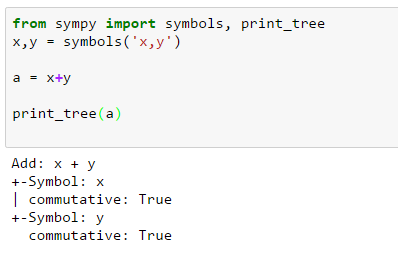 from sympy import symbols, print_tree
x,y = symbols('x,y')
a = x+y
print_tree(a)
Add: x + y
+-Symbol: x
| commutative: True
+-Symbol: y
  commutative: True